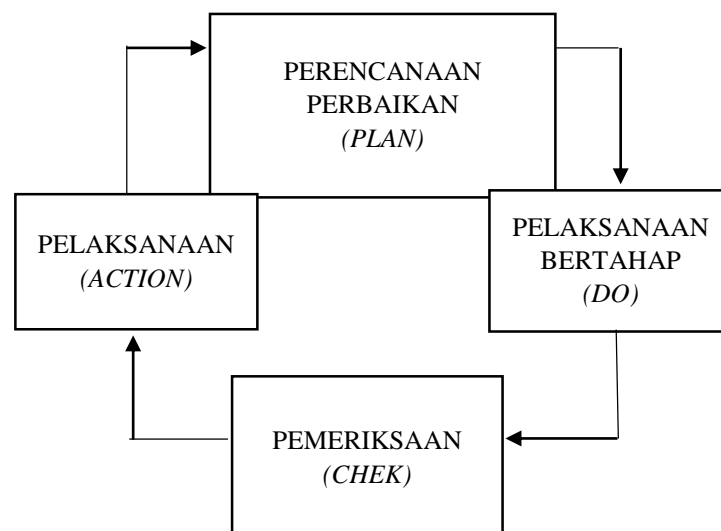 PERENCANAAN
PERBAIKAN
(PLAN)
PELAKSANAAN
BERTAHAP
(DO)
PEMERIKSAAN
(CHEK)
PELAKSANAAN
(ACTION)